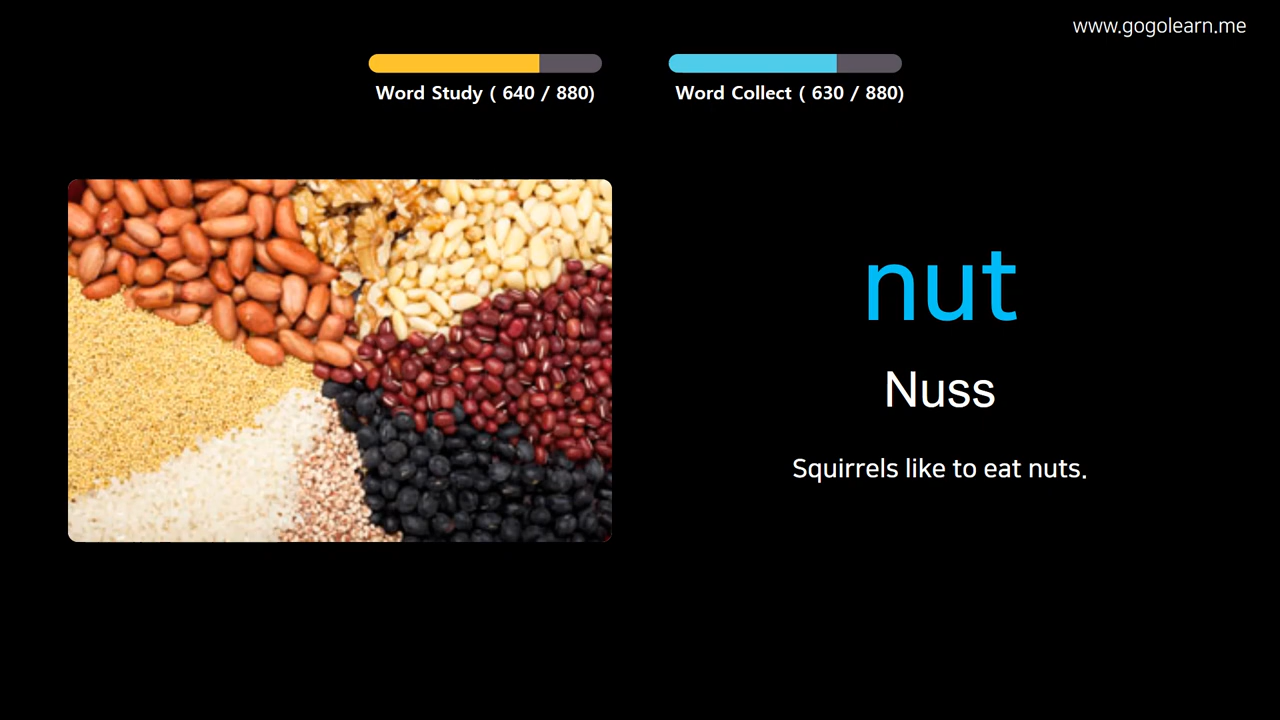 www.gogolearn.me
Word Study ( 640 / 880)
Word Collect ( 630 / 880)
nut
Nuss
Squirrels like to eat nuts.